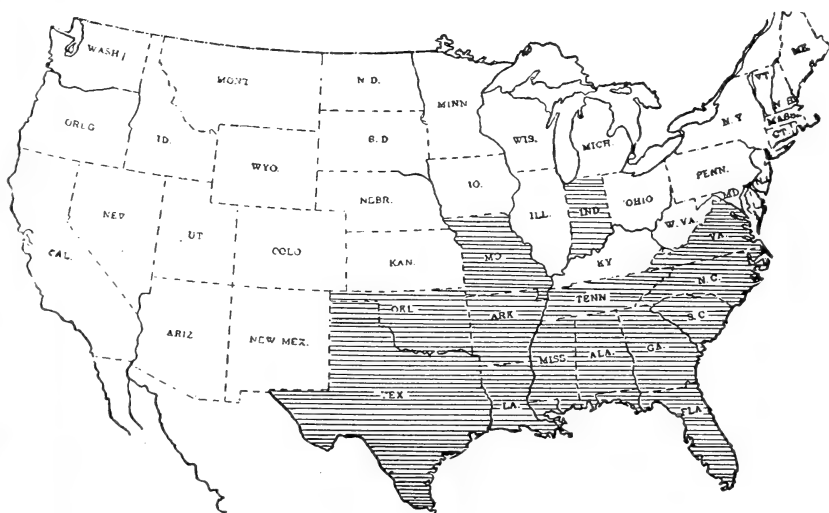 WASH
MONT
N D.
MINN
ME
VT
N. H
N. Y
MASS
CT.
OREG
ID.
S. D
WIS.
MICH.
WYO.
PENN.
N.J
IO.
NEBR.
OHIO
IND
ILL.
MD
W. VA.
NEV
UT
COLO
VA.
CAL.
KAN.
MO.
KY
N. C.
TENN
OKL
ARK
S. C
ARIZ
NEW MEX.
MISS
ALA.
GA.
TEX
LA.
FLA